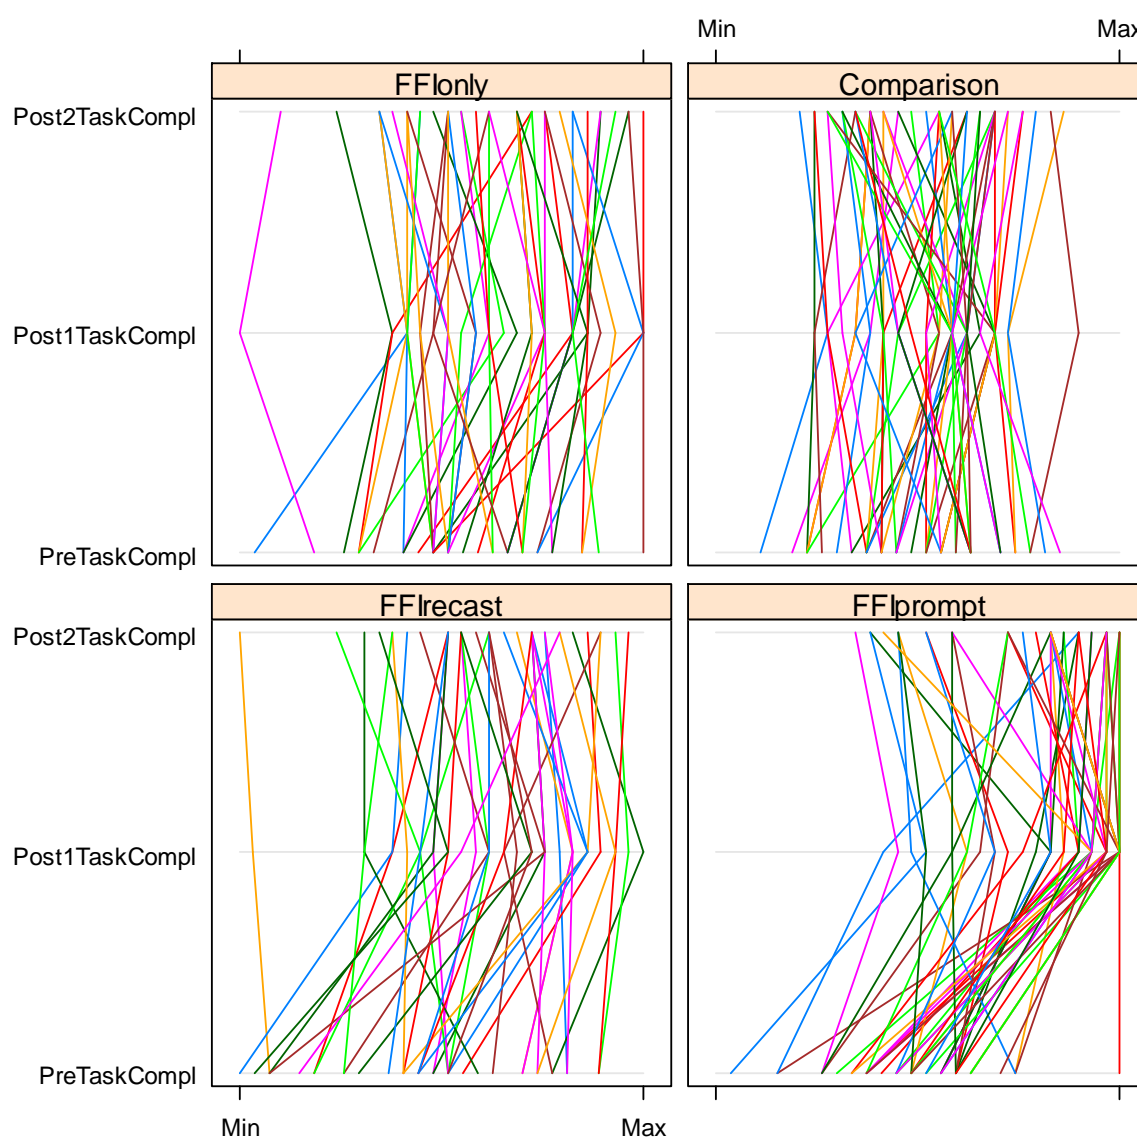 Min Max
FFIonly Comparison
Post2TaskCompl
Post1TaskCompl
PreTaskCompl
FFIrecast FFIprompt
Post2TaskCompl
Post1TaskCompl
PreTaskCompl
Min Max